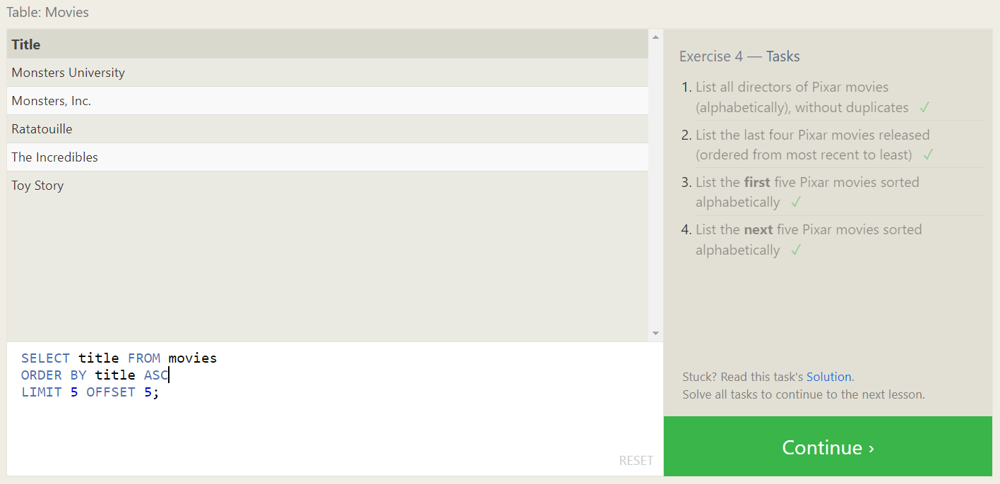 Table: Movies
Title
Monsters University
Monsters, Inc.
Ratatouille
The Incredibles
Toy Story
SELECT title FROM movies
ORDER BY title ASC
LIMIT 5 OFFSET 5;
RESET
Exercise 4 — Tasks
1. List all directors of Pixar movies
(alphabetically), without duplicates ✓
2. List the last four Pixar movies released
(ordered from most recent to least) ✓
3. List the first five Pixar movies sorted
alphabetically ✓
4. List the next five Pixar movies sorted
alphabetically ✓
Stuck? Read this task's Solution.
Solve all tasks to continue to the next lesson.
Continue ›